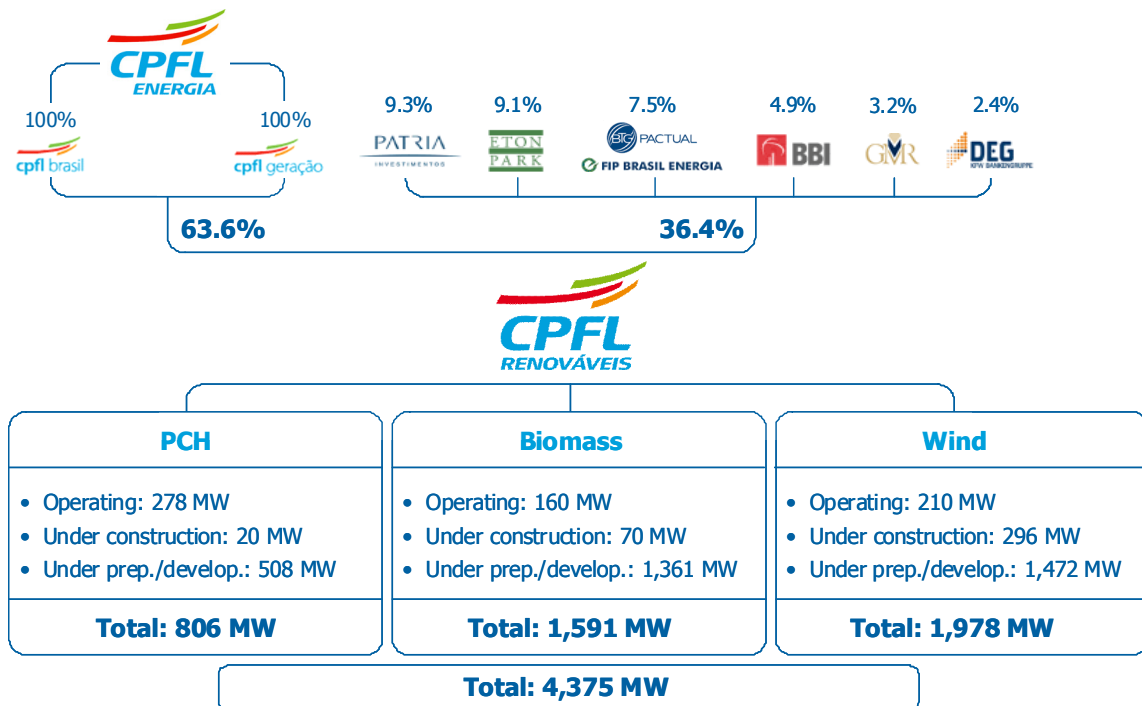 CPFL
ENERGIA
100%
cpfl brasil
100%
cpfl geração
9.3%
PATRIA
INVESTIMENTOS
9.1%
ETON
PARK
7.5%
BTG PACTUAL
FIP BRASIL ENERGIA
4.9%
BBI
3.2%
GMR
2.4%
DEG
KFW BANKENGRUPPE
63.6%
36.4%
CPFL
RENOVÁVEIS
PCH
• Operating: 278 MW
• Under construction: 20 MW
• Under prep./develop.: 508 MW
Total: 806 MW
Biomass
• Operating: 160 MW
• Under construction: 70 MW
• Under prep./develop.: 1,361 MW
Total: 1,591 MW
Wind
• Operating: 210 MW
• Under construction: 296 MW
• Under prep./develop.: 1,472 MW
Total: 1,978 MW
Total: 4,375 MW